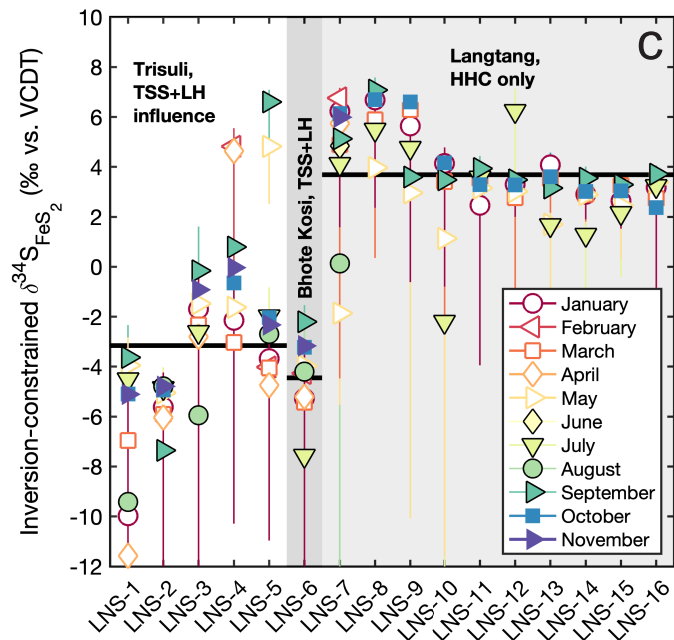 C
Trisuli,
TSS+LH
influence
Bhote Kosi, TSS+LH
Langtang,
HHC only
Inversion-constrained δ³⁴S_FeS₂ (‰ vs. VCDT)
10
8
6
4
2
0
-2
-4
-6
-8
-10
-12
January
February
March
April
May
June
July
August
September
October
November
LNS-1
LNS-2
LNS-3
LNS-4
LNS-5
LNS-6
LNS-7
LNS-8
LNS-9
LNS-10
LNS-11
LNS-12
LNS-13
LNS-14
LNS-15
LNS-16